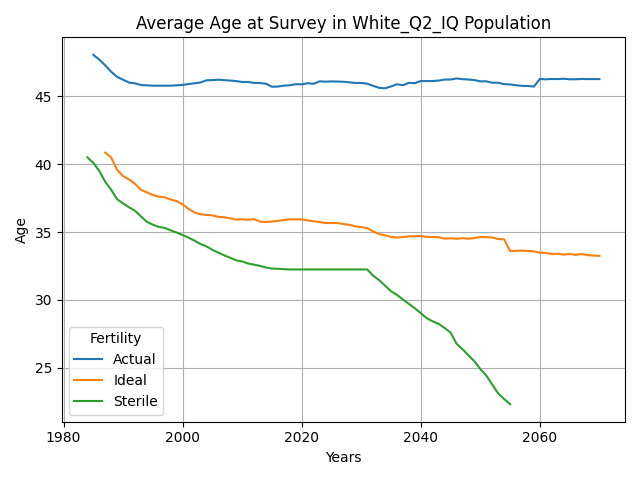 Average Age at Survey in White_Q2_IQ Population
Age
45
40
35
30
25
Fertility
Actual
Ideal
Sterile
1980
2000
2020
2040
2060
Years